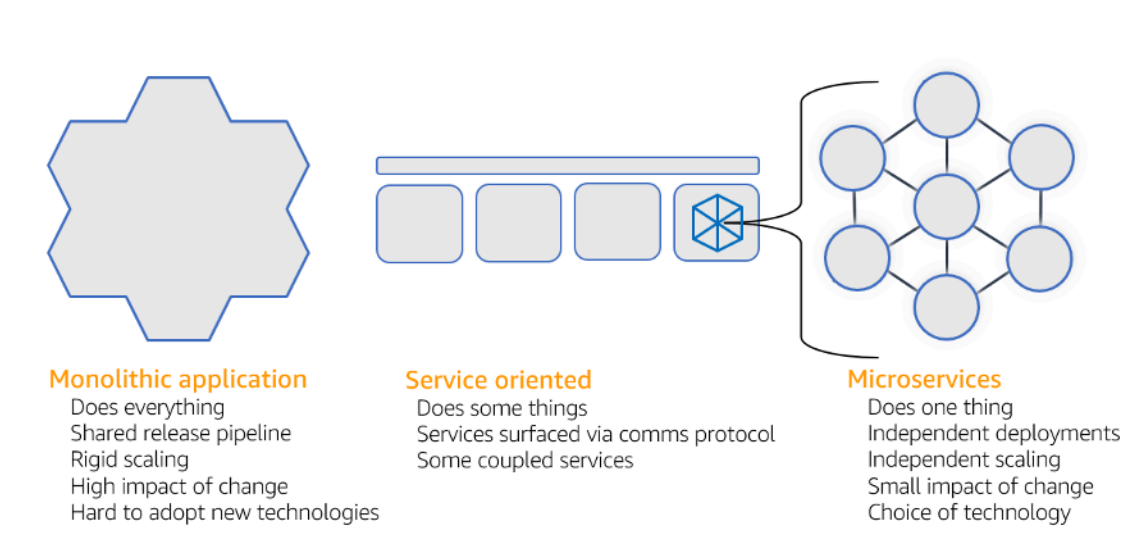 Monolithic application
Does everything
Shared release pipeline
Rigid scaling
High impact of change
Hard to adopt new technologies
Service oriented
Does some things
Services surfaced via comms protocol
Some coupled services
Microservices
Does one thing
Independent deployments
Independent scaling
Small impact of change
Choice of technology